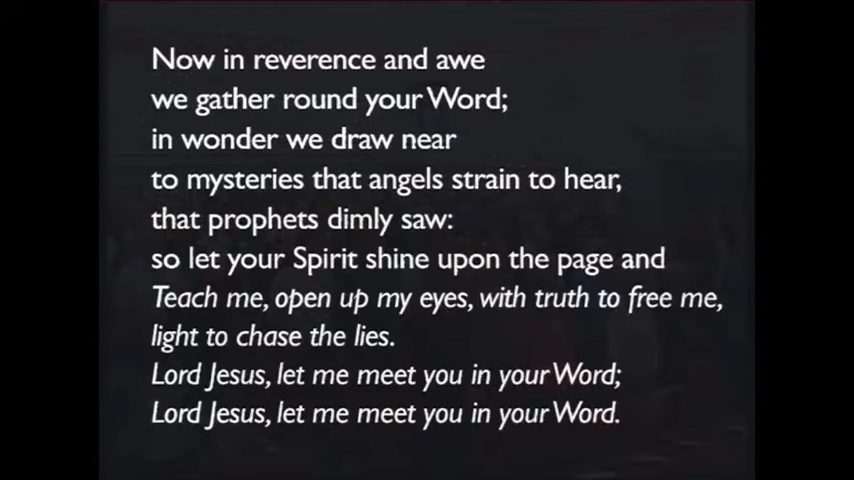 Now in reverence and awe
we gather round your Word;
in wonder we draw near
to mysteries that angels strain to hear,
that prophets dimly saw:
so let your Spirit shine upon the page and
Teach me, open up my eyes, with truth to free me,
light to chase the lies.
Lord Jesus, let me meet you in your Word;
Lord Jesus, let me meet you in your Word.